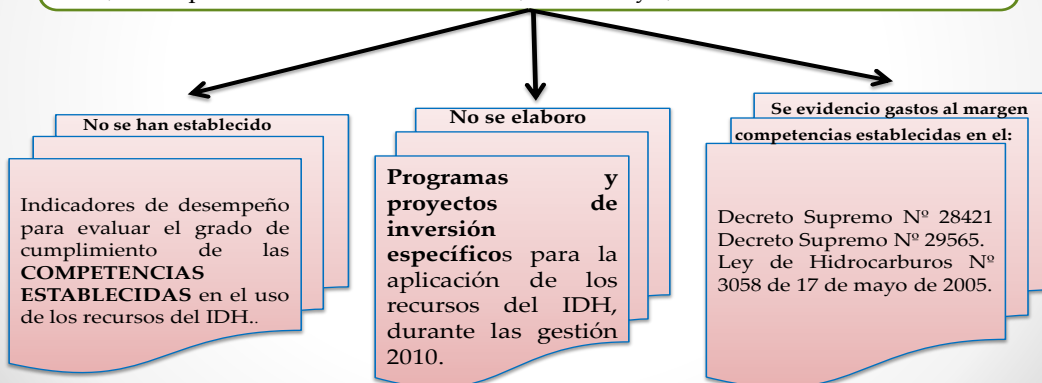 No se han establecido
Indicadores de desempeño
para evaluar el grado de
cumplimiento de las
COMPETENCIAS
ESTABLECIDAS en el uso
de los recursos del IDH..
No se elaboro
Programas y
proyectos de
inversión
específicos para la
aplicación de los
recursos del IDH,
durante las gestión
2010.
Se evidencio gastos al margen
competencias establecidas en el:
Decreto Supremo Nº 28421
Decreto Supremo Nº 29565.
Ley de Hidrocarburos Nº
3058 de 17 de mayo de 2005.